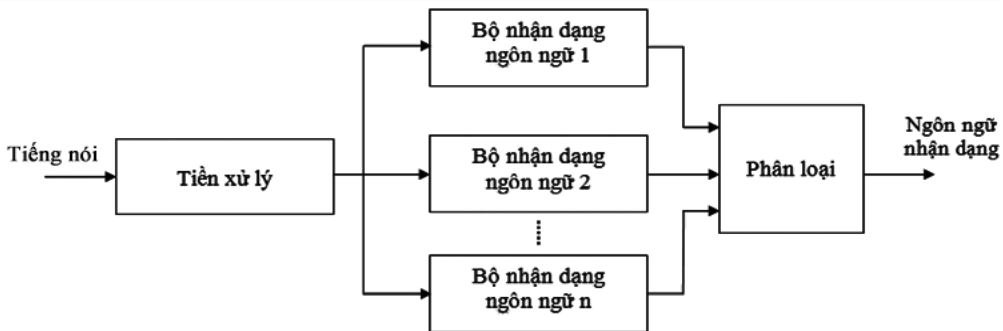 Tiếng nói
Tiền xử lý
Bộ nhận dạng
ngôn ngữ 1
Bộ nhận dạng
ngôn ngữ 2
Bộ nhận dạng
ngôn ngữ n
Phân loại
Ngôn ngữ
nhận dạng